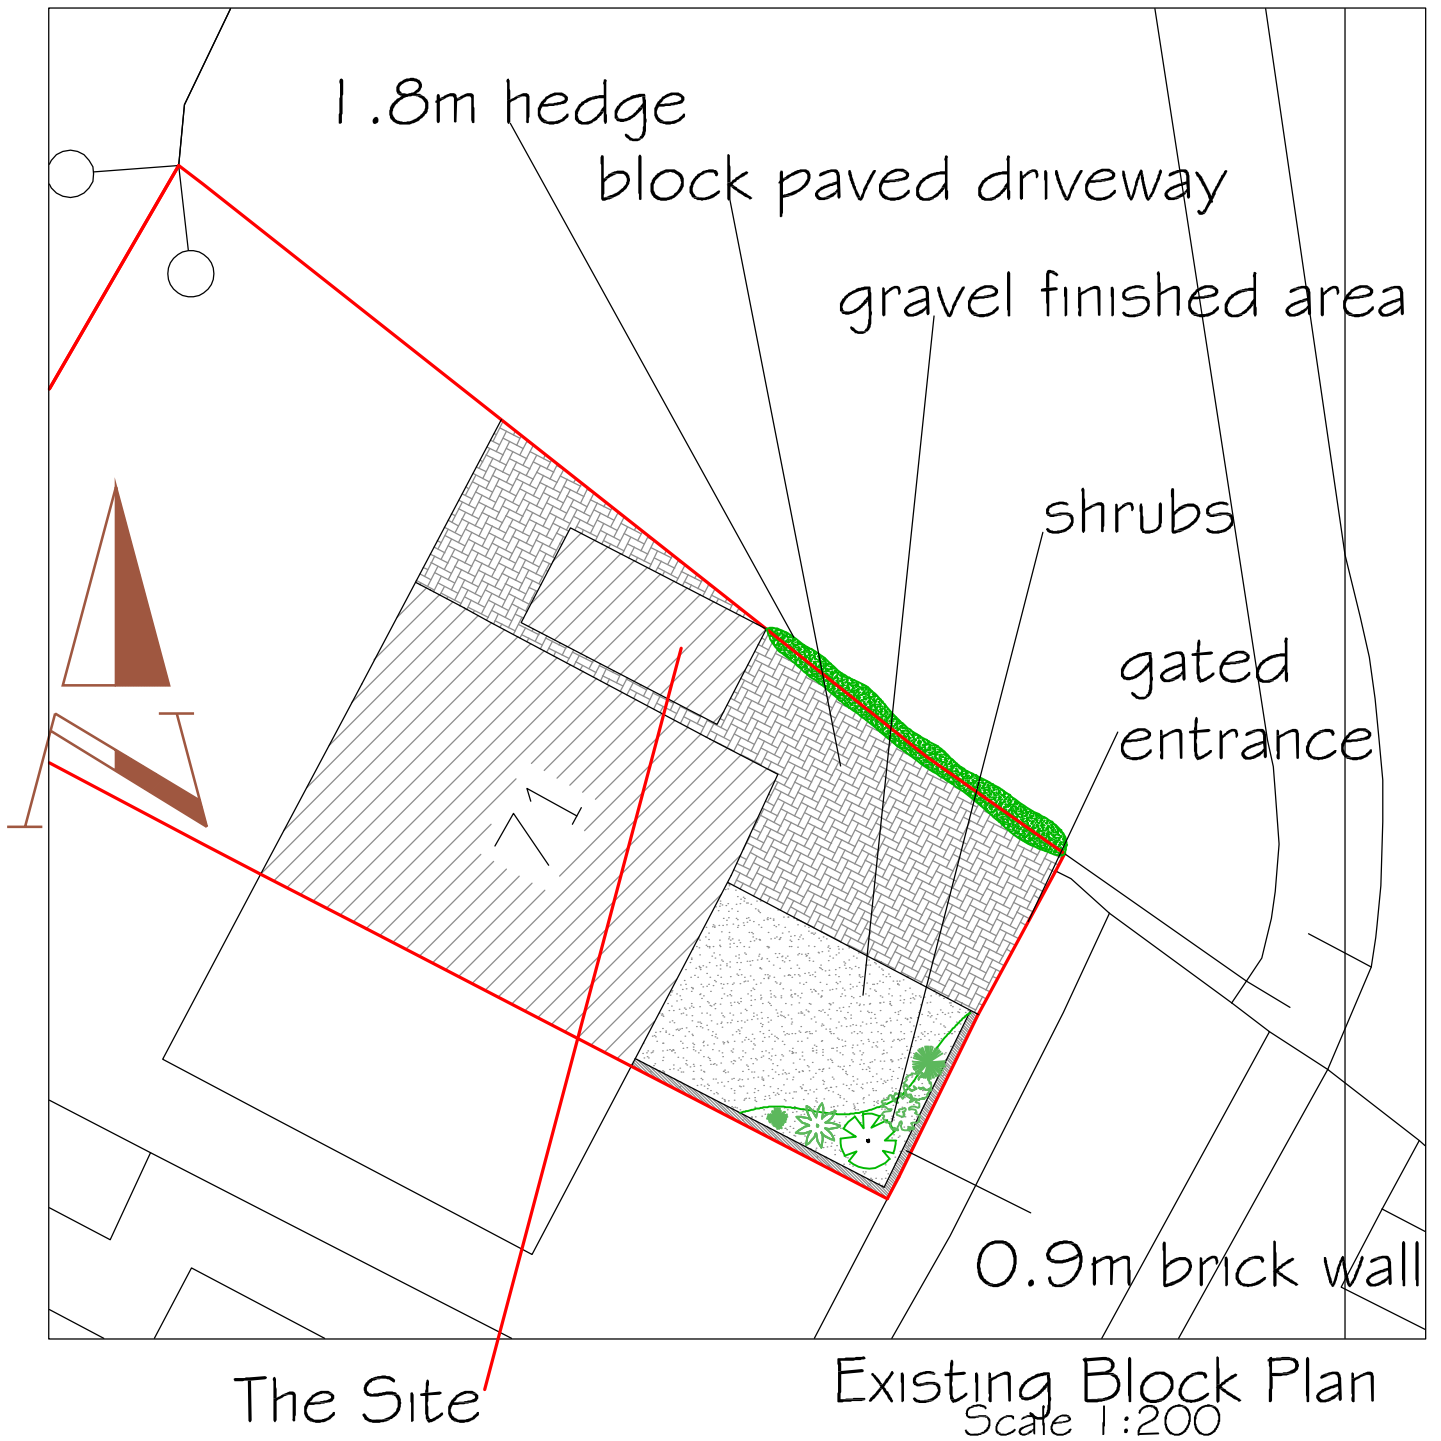 1.8m hedge
block paved driveway
gravel finished area
shrubs
gated
entrance
N
71
0.9m brick wall
The Site
Existing Block Plan
Scale 1:200